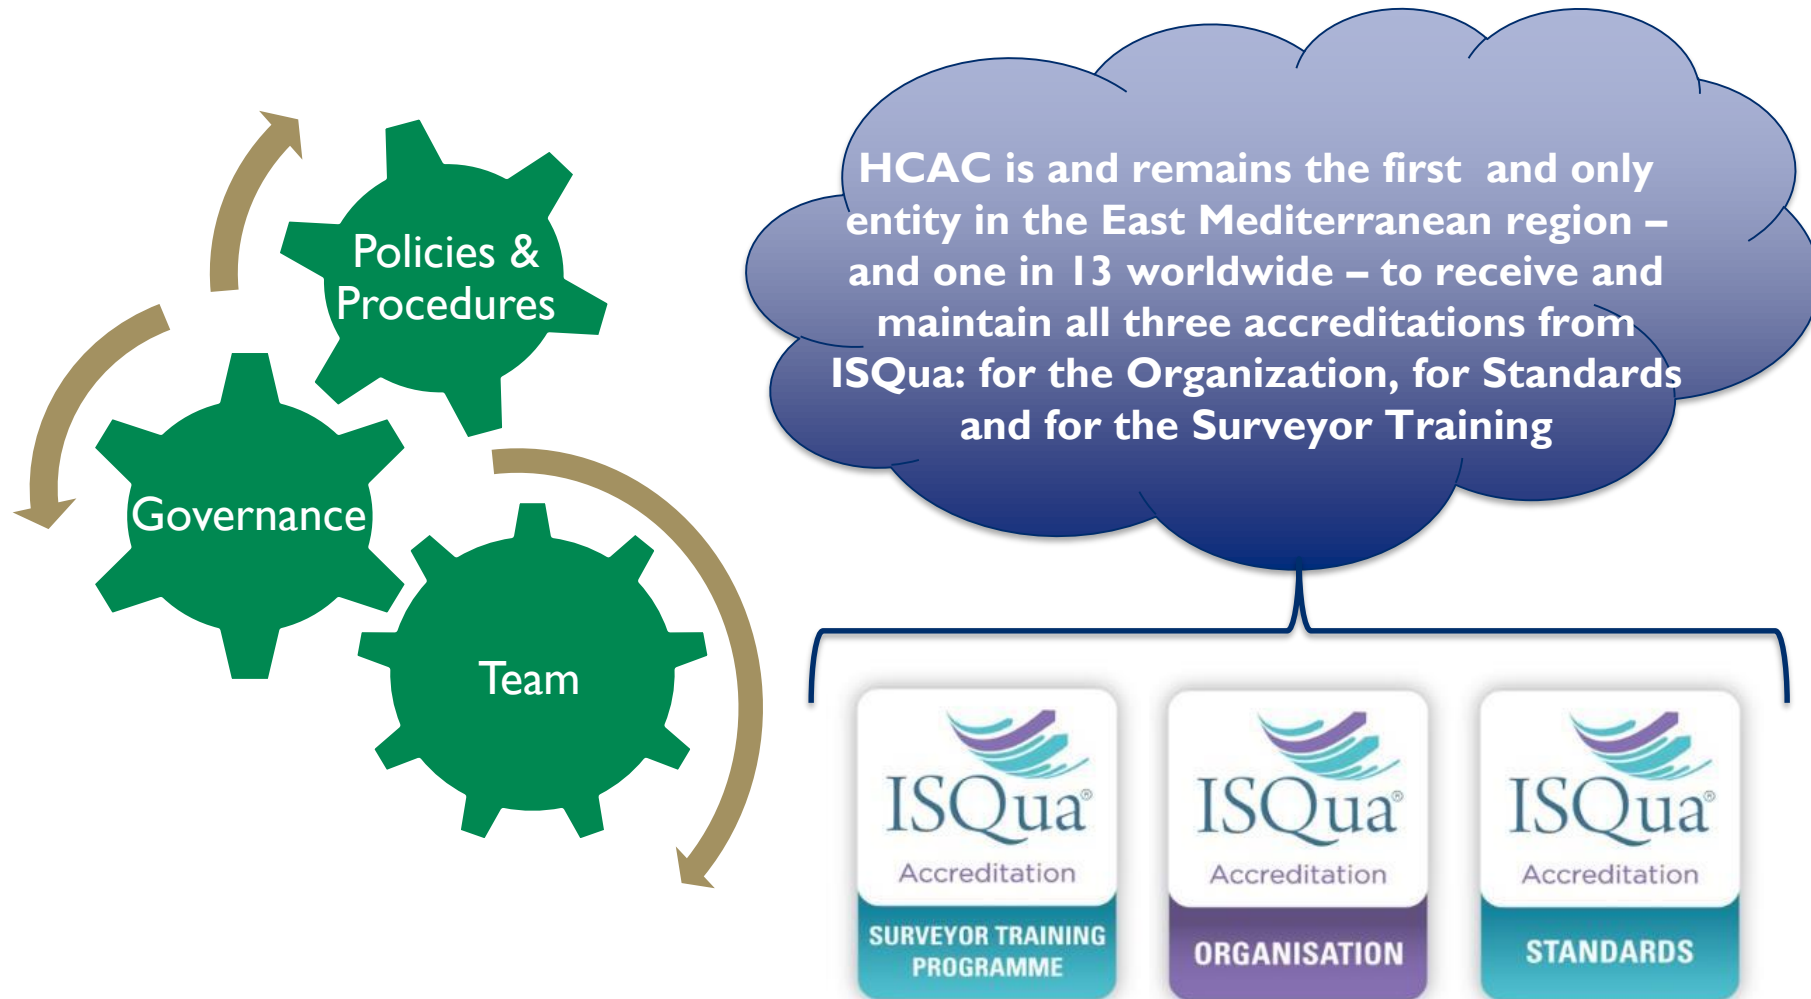 Policies &
Procedures
Governance
Team
HCAC is and remains the first and only
entity in the East Mediterranean region –
and one in 13 worldwide – to receive and
maintain all three accreditations from
ISQua: for the Organization, for Standards
and for the Surveyor Training
ISQua®
Accreditation
SURVEYOR TRAINING
PROGRAMME
ISQua®
Accreditation
ORGANISATION
ISQua®
Accreditation
STANDARDS